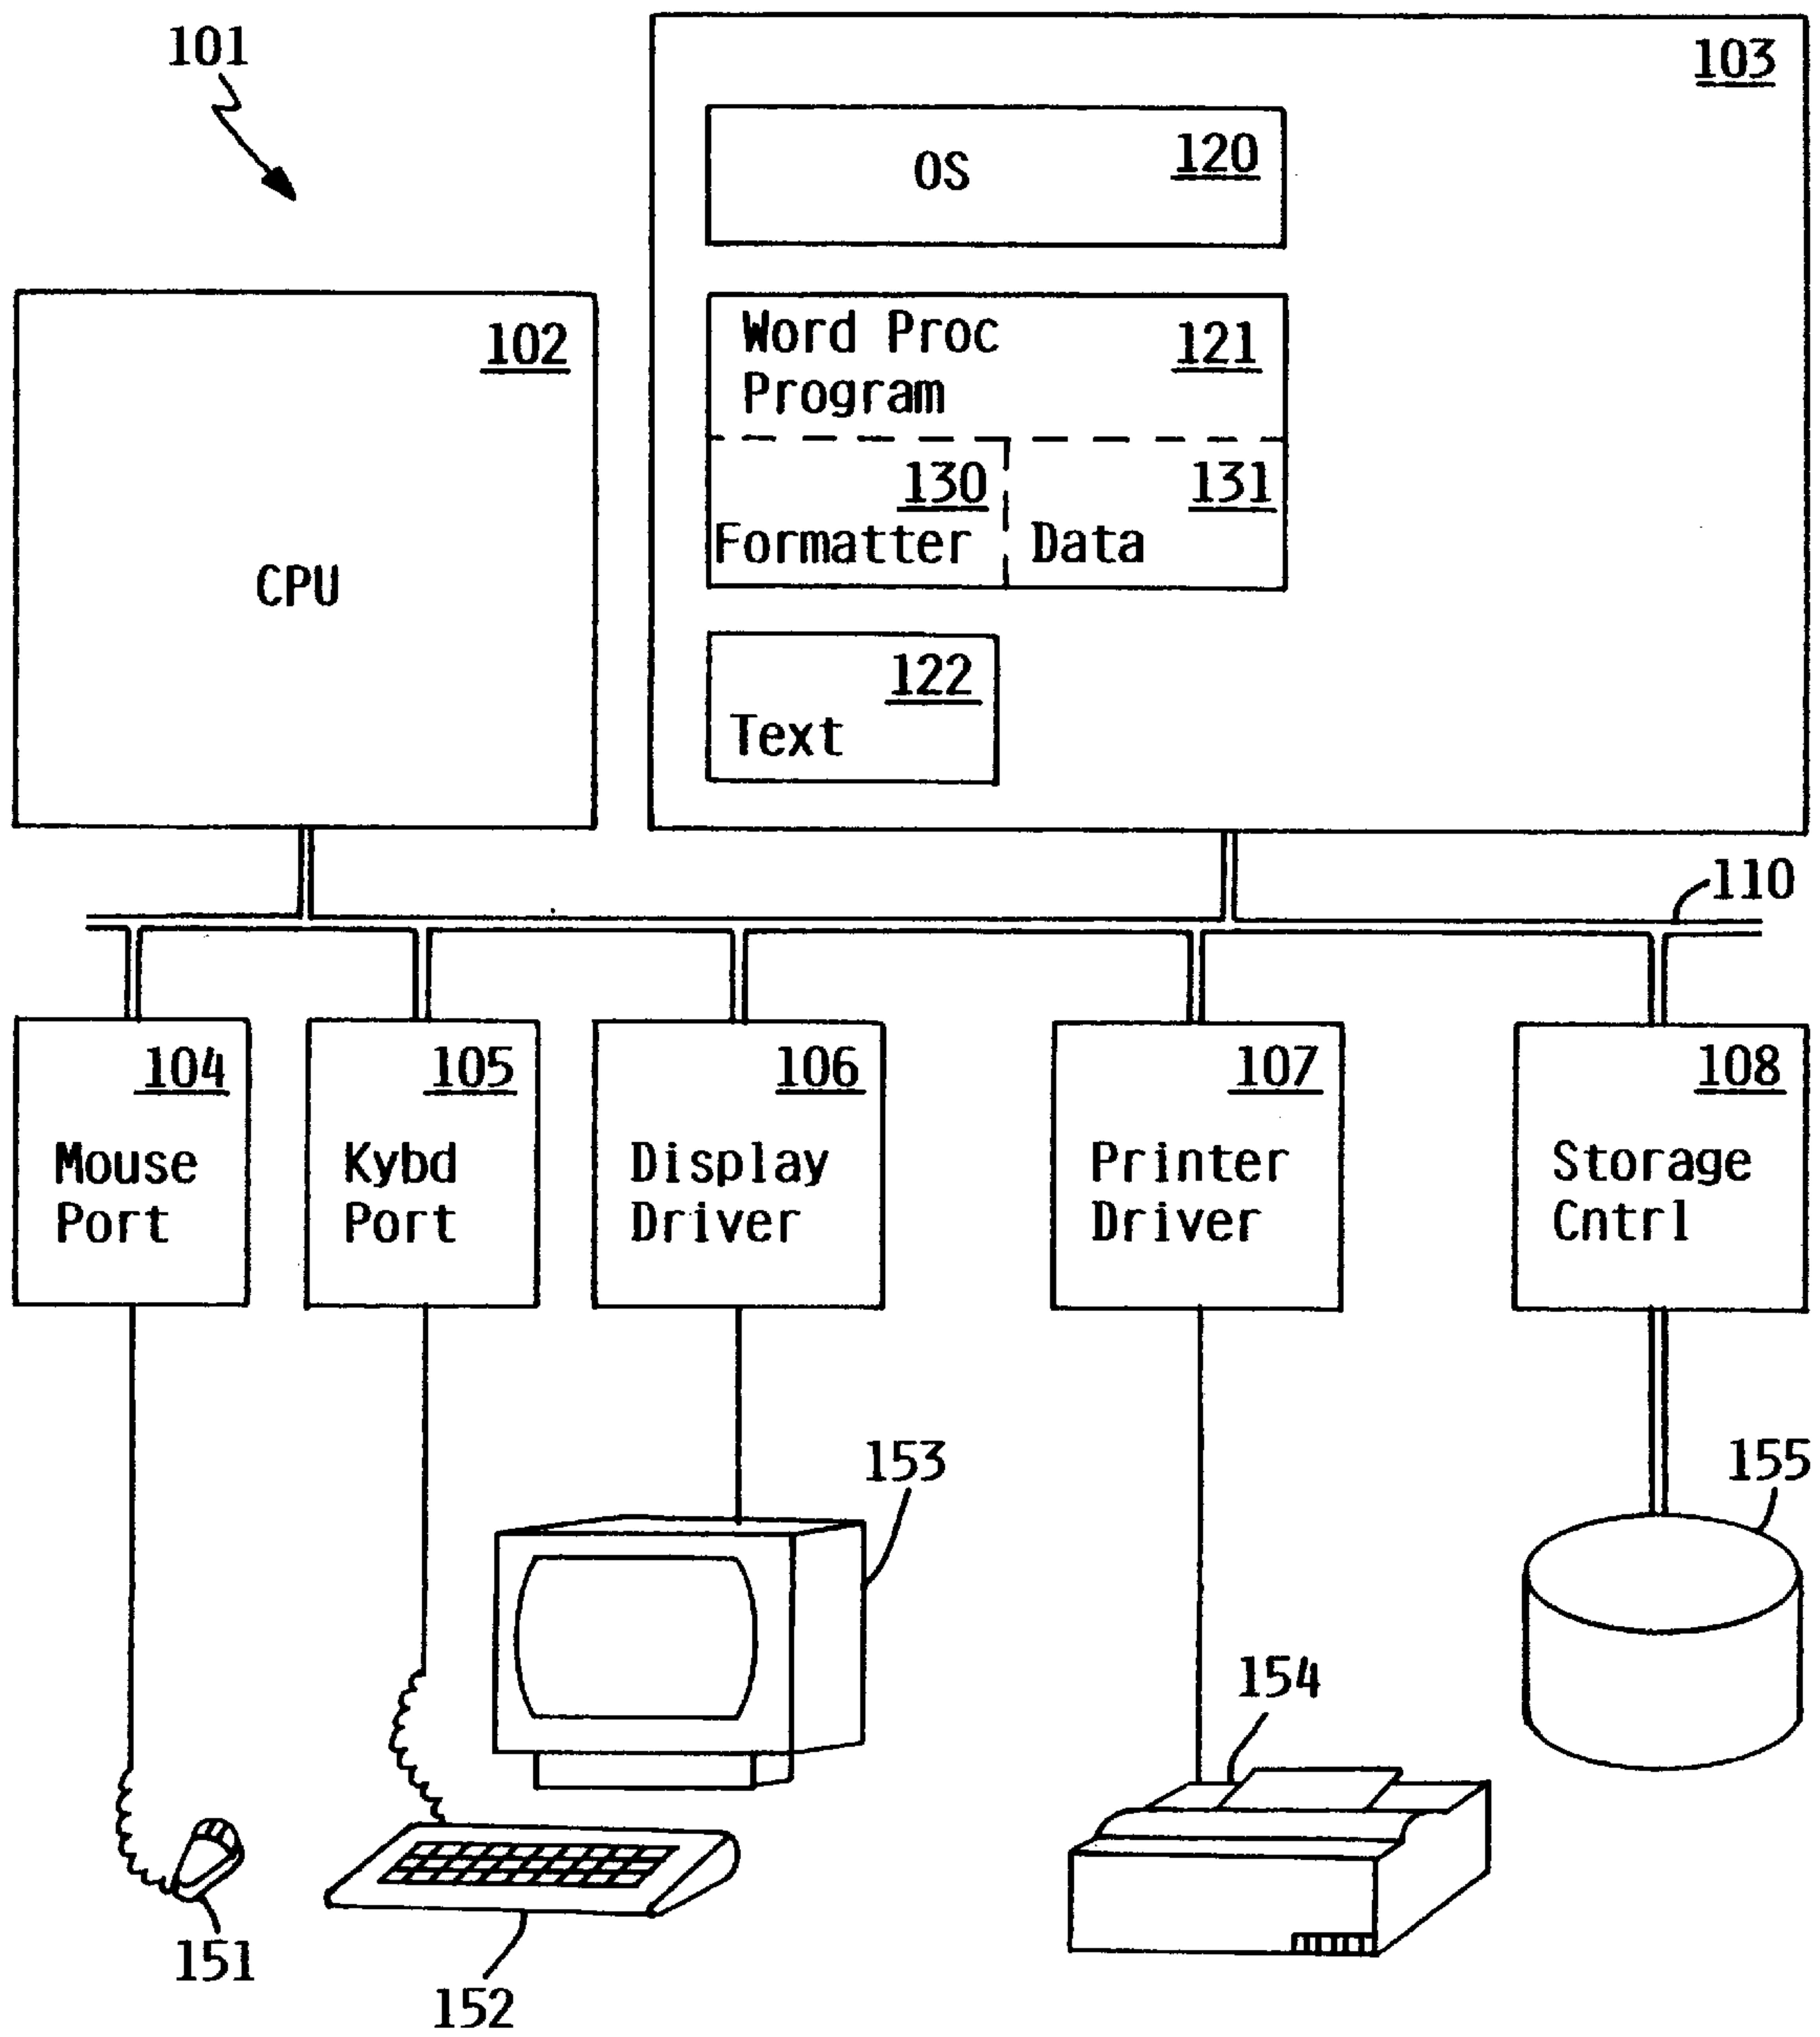 101
103
OS
120
102
CPU
Word Proc
Program
121
130
Formatter
131
Data
122
Text
110
104
Mouse
Port
105
Kybd
Port
106
Display
Driver
107
Printer
Driver
108
Storage
Cntrl
153
155
154
151
152